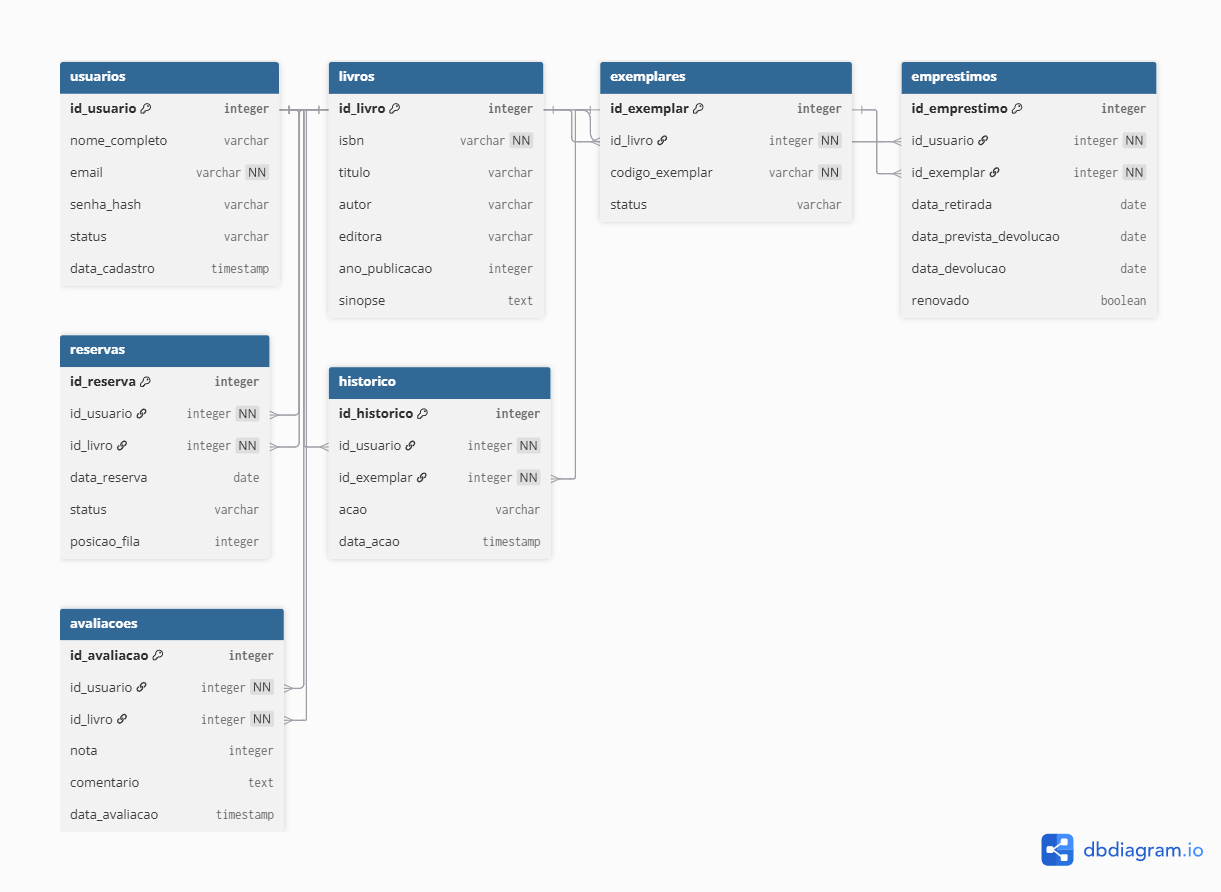 usuarios
id_usuario integer
nome_completo varchar
email varchar NN
senha_hash varchar
status varchar
data_cadastro timestamp
livros
id_livro integer
isbn varchar NN
titulo varchar
autor varchar
editora varchar
ano_publicacao integer
sinopse text
exemplares
id_exemplar integer
id_livro integer NN
codigo_exemplar varchar NN
status varchar
emprestimos
id_emprestimo integer
id_usuario integer NN
id_exemplar integer NN
data_retirada date
data_prevista_devolucao date
data_devolucao date
renovado boolean
reservas
id_reserva integer
id_usuario integer NN
id_livro integer NN
data_reserva date
status varchar
posicao_fila integer
historico
id_historico integer
id_usuario integer NN
id_exemplar integer NN
acao varchar
data_acao timestamp
avaliacoes
id_avaliacao integer
id_usuario integer NN
id_livro integer NN
nota integer
comentario text
data_avaliacao timestamp
dbdiagram.io